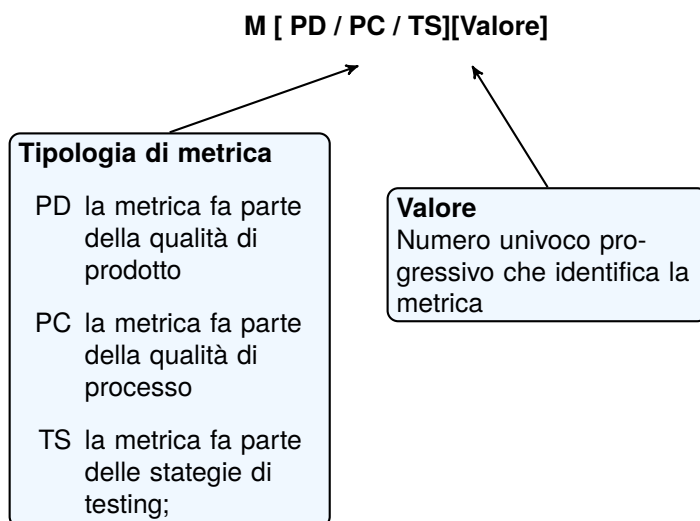 M [ PD / PC / TS][Valore]
Tipologia di metrica
PD la metrica fa parte
della qualità di
prodotto
PC la metrica fa parte
della qualità di
processo
TS la metrica fa parte
delle stategie di
testing;
Valore
Numero univoco pro-
gressivo che identifica la
metrica